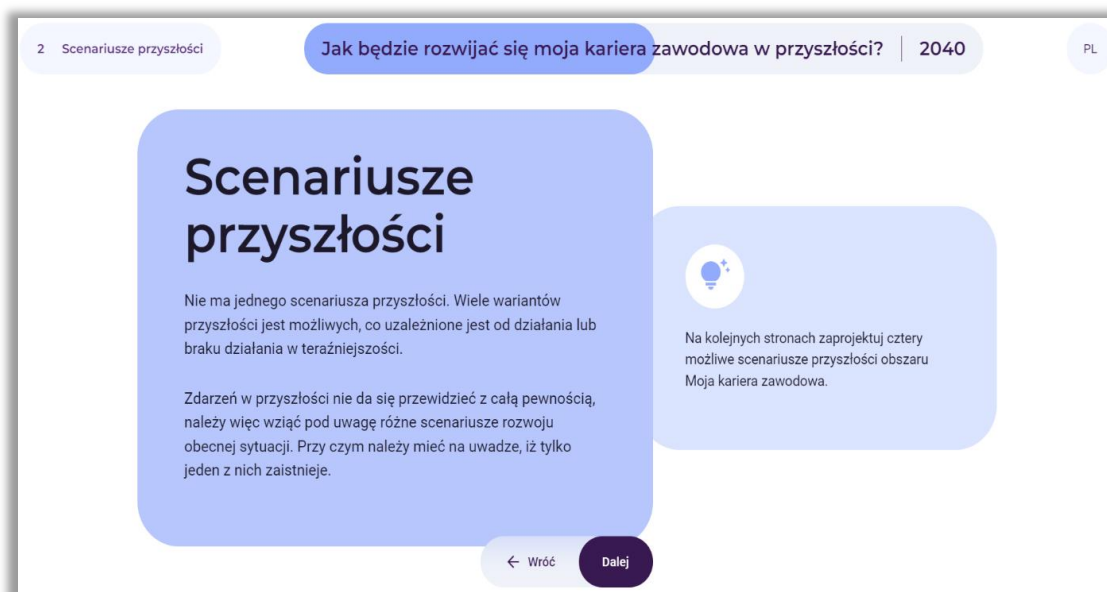 2 Scenariusze przyszłości
Jak będzie rozwijać się moja kariera zawodowa w przyszłości? | 2040
PL
Scenariusze
przyszłości
Nie ma jednego scenariusza przyszłości. Wiele wariantów
przyszłości jest możliwych, co uzależnione jest od działania lub
braku działania w teraźniejszości.
Zdarzeń w przyszłości nie da się przewidzieć z całą pewnością,
należy więc wziąć pod uwagę różne scenariusze rozwoju
obecnej sytuacji. Przy czym należy mieć na uwadze, iż tylko
jeden z nich zaistnieje.
Na kolejnych stronach zaprojektuj cztery
możliwe scenariusze przyszłości obszaru
Moja kariera zawodowa.
← Wróć
Dalej